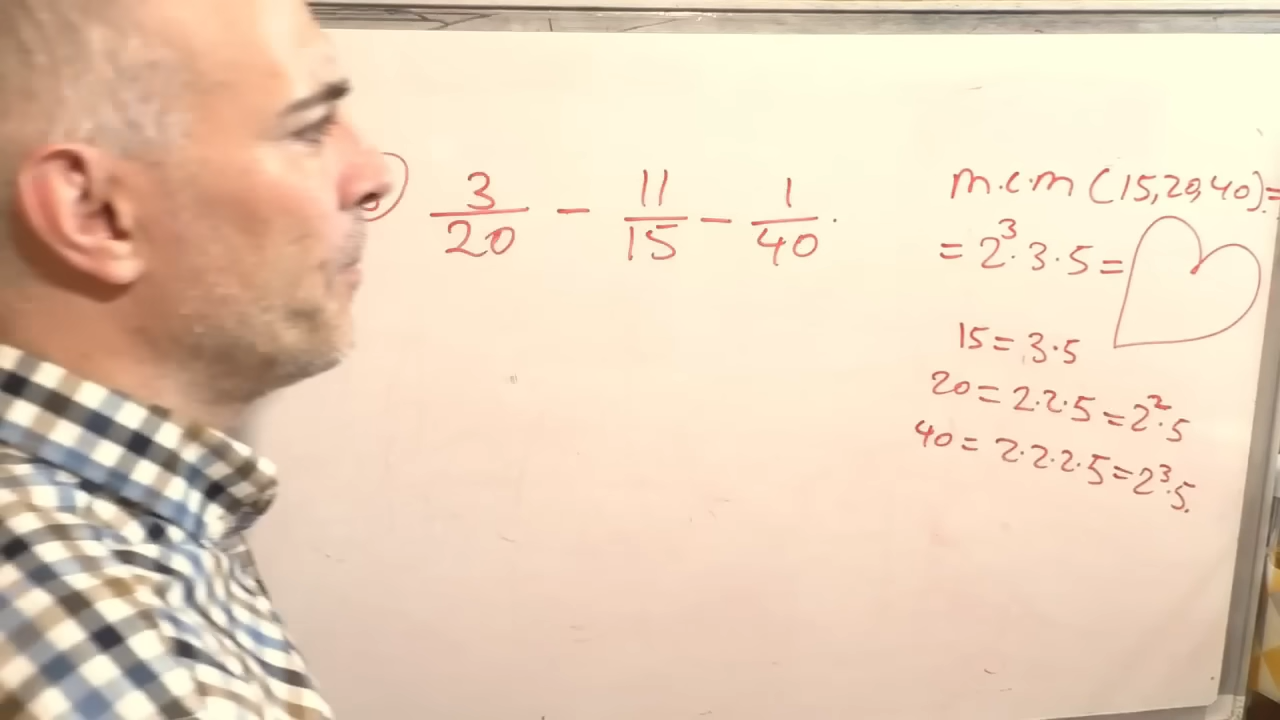 3/20 - 11/15 - 1/40.
m.c.m (15,20,40)=
= 2³·3·5=
15 = 3·5
20 = 2·2·5 = 2²·5
40 = 2·2·2·5 = 2³·5.